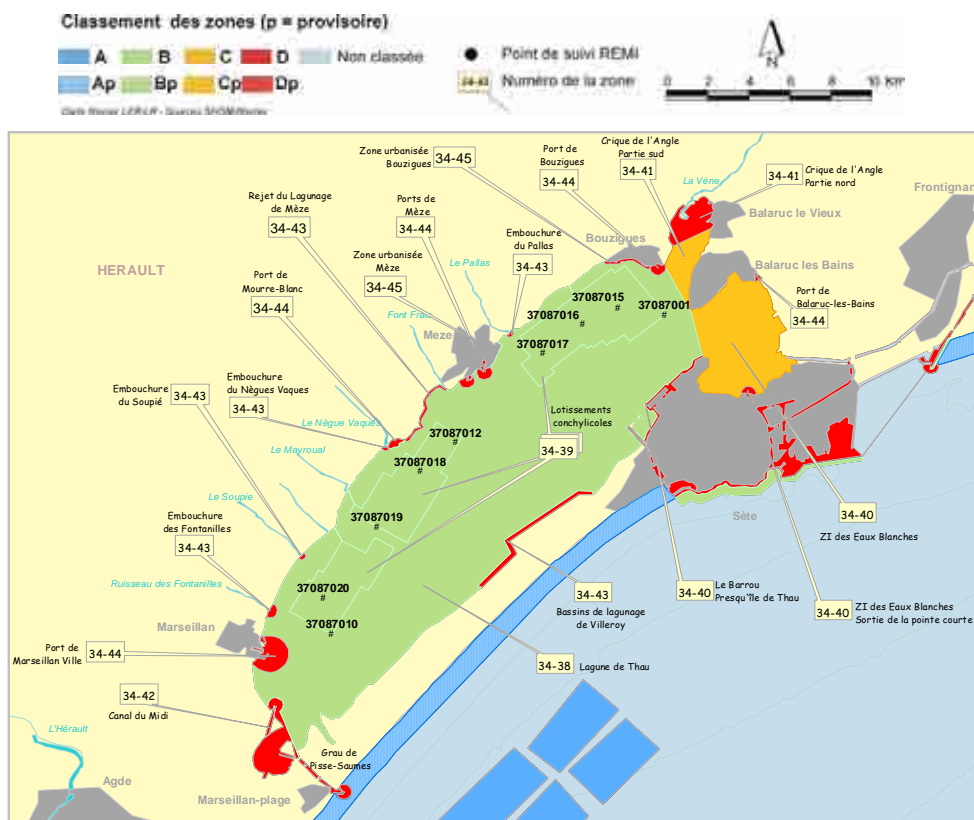 Classement des zones (p = provisoire)
A B C D Non classée
Ap Bp Cp Dp
Point de suivi REMI
34-43 Numéro de la zone
N
0 2 4 6 8 10 Km
Zone urbanisée
Bouzigues
34-45
Port de
Bouzigues
34-44
Crique de l'Angle
Partie sud
34-41
La Vène
34-41
Crique de l'Angle
Partie nord
Frontignan
Rejet du Lagunage
de Mèze
34-43
Ports de
Mèze
34-44
Embouchure
du Pallas
34-43
Bouzigues
Balaruc le Vieux
HERAULT
Zone urbanisée
Mèze
34-45
Le Pallas
Balaruc les Bains
Port de
Mourre-Blanc
34-44
Meze
37087015
#
37087016
#
37087001
#
37087017
#
Port de
Balaruc-les-Bains
34-44
Embouchure
du Soupié
34-43
Embouchure
du Nègues Vaques
34-43
Le Nègue Vaques
Le Mayroual
37087012
#
37087018
#
Lotissements
conchylicoles
34-39
Le Soupie
37087019
#
Embouchure
des Fontanilles
34-43
Ruisseau des Fontanilles
37087020
#
37087010
#
Sète
34-40
ZI des Eaux Blanches
34-40
Le Barrou
Presqu'île de Thau
34-40
ZI des Eaux Blanches
Sortie de la pointe courte
34-43
Bassins de lagunage
de Villeroy
Marseillan
Port de
Marseillan Ville
34-44
34-38
Lagune de Thau
34-42
Canal du Midi
L'Hérault
Grau de
Pisse-Saumes
Agde
Marseillan-plage